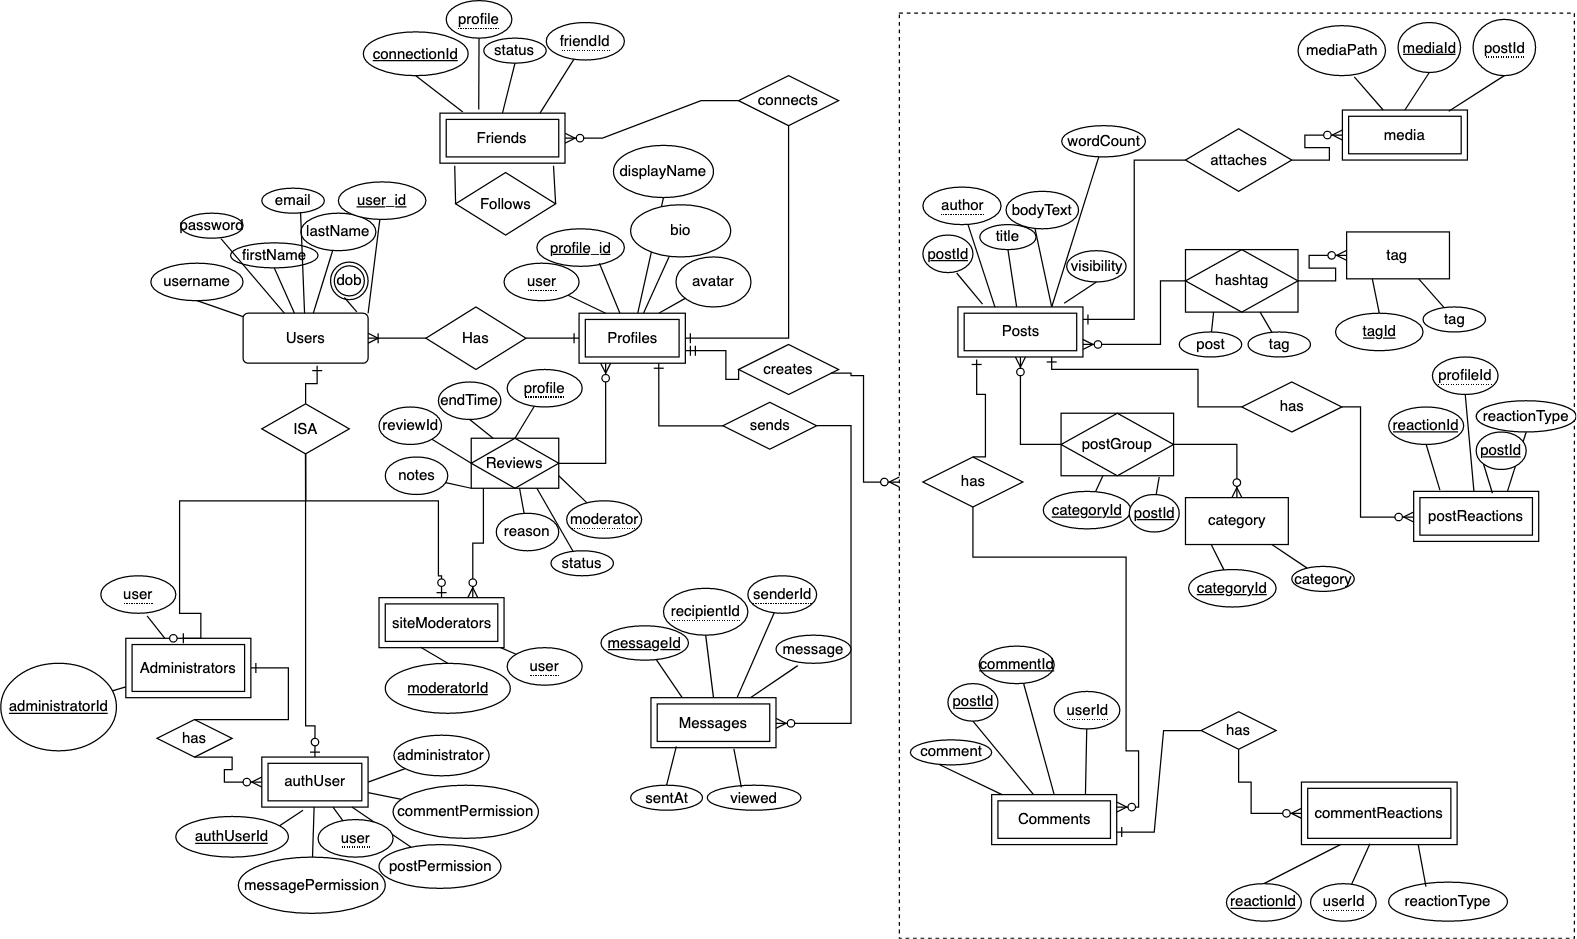 profile
connectionId
status
friendId
Friends
Follows
connects
mediaPath
mediaId
postId
media
attaches
wordCount
displayName
bio
avatar
profile_id
user
Profiles
email
user_id
password
lastName
firstName
dob
username
Users
Has
author
bodyText
title
postId
visibility
Posts
hashtag
post
tag
tag
tagId
tag
creates
sends
ISA
profile
endTime
reviewId
Reviews
notes
reason
moderator
status
has
profileId
reactionType
reactionId
postId
postReactions
postGroup
categoryId
postId
category
categoryId
category
has
user
Administrators
administratorId
has
siteModerators
user
moderatorId
authUser
administrator
commentPermission
authUserId
user
postPermission
messagePermission
senderId
recipientId
messageId
message
Messages
sentAt
viewed
commentId
postId
userId
comment
Comments
has
commentReactions
reactionId
userId
reactionType